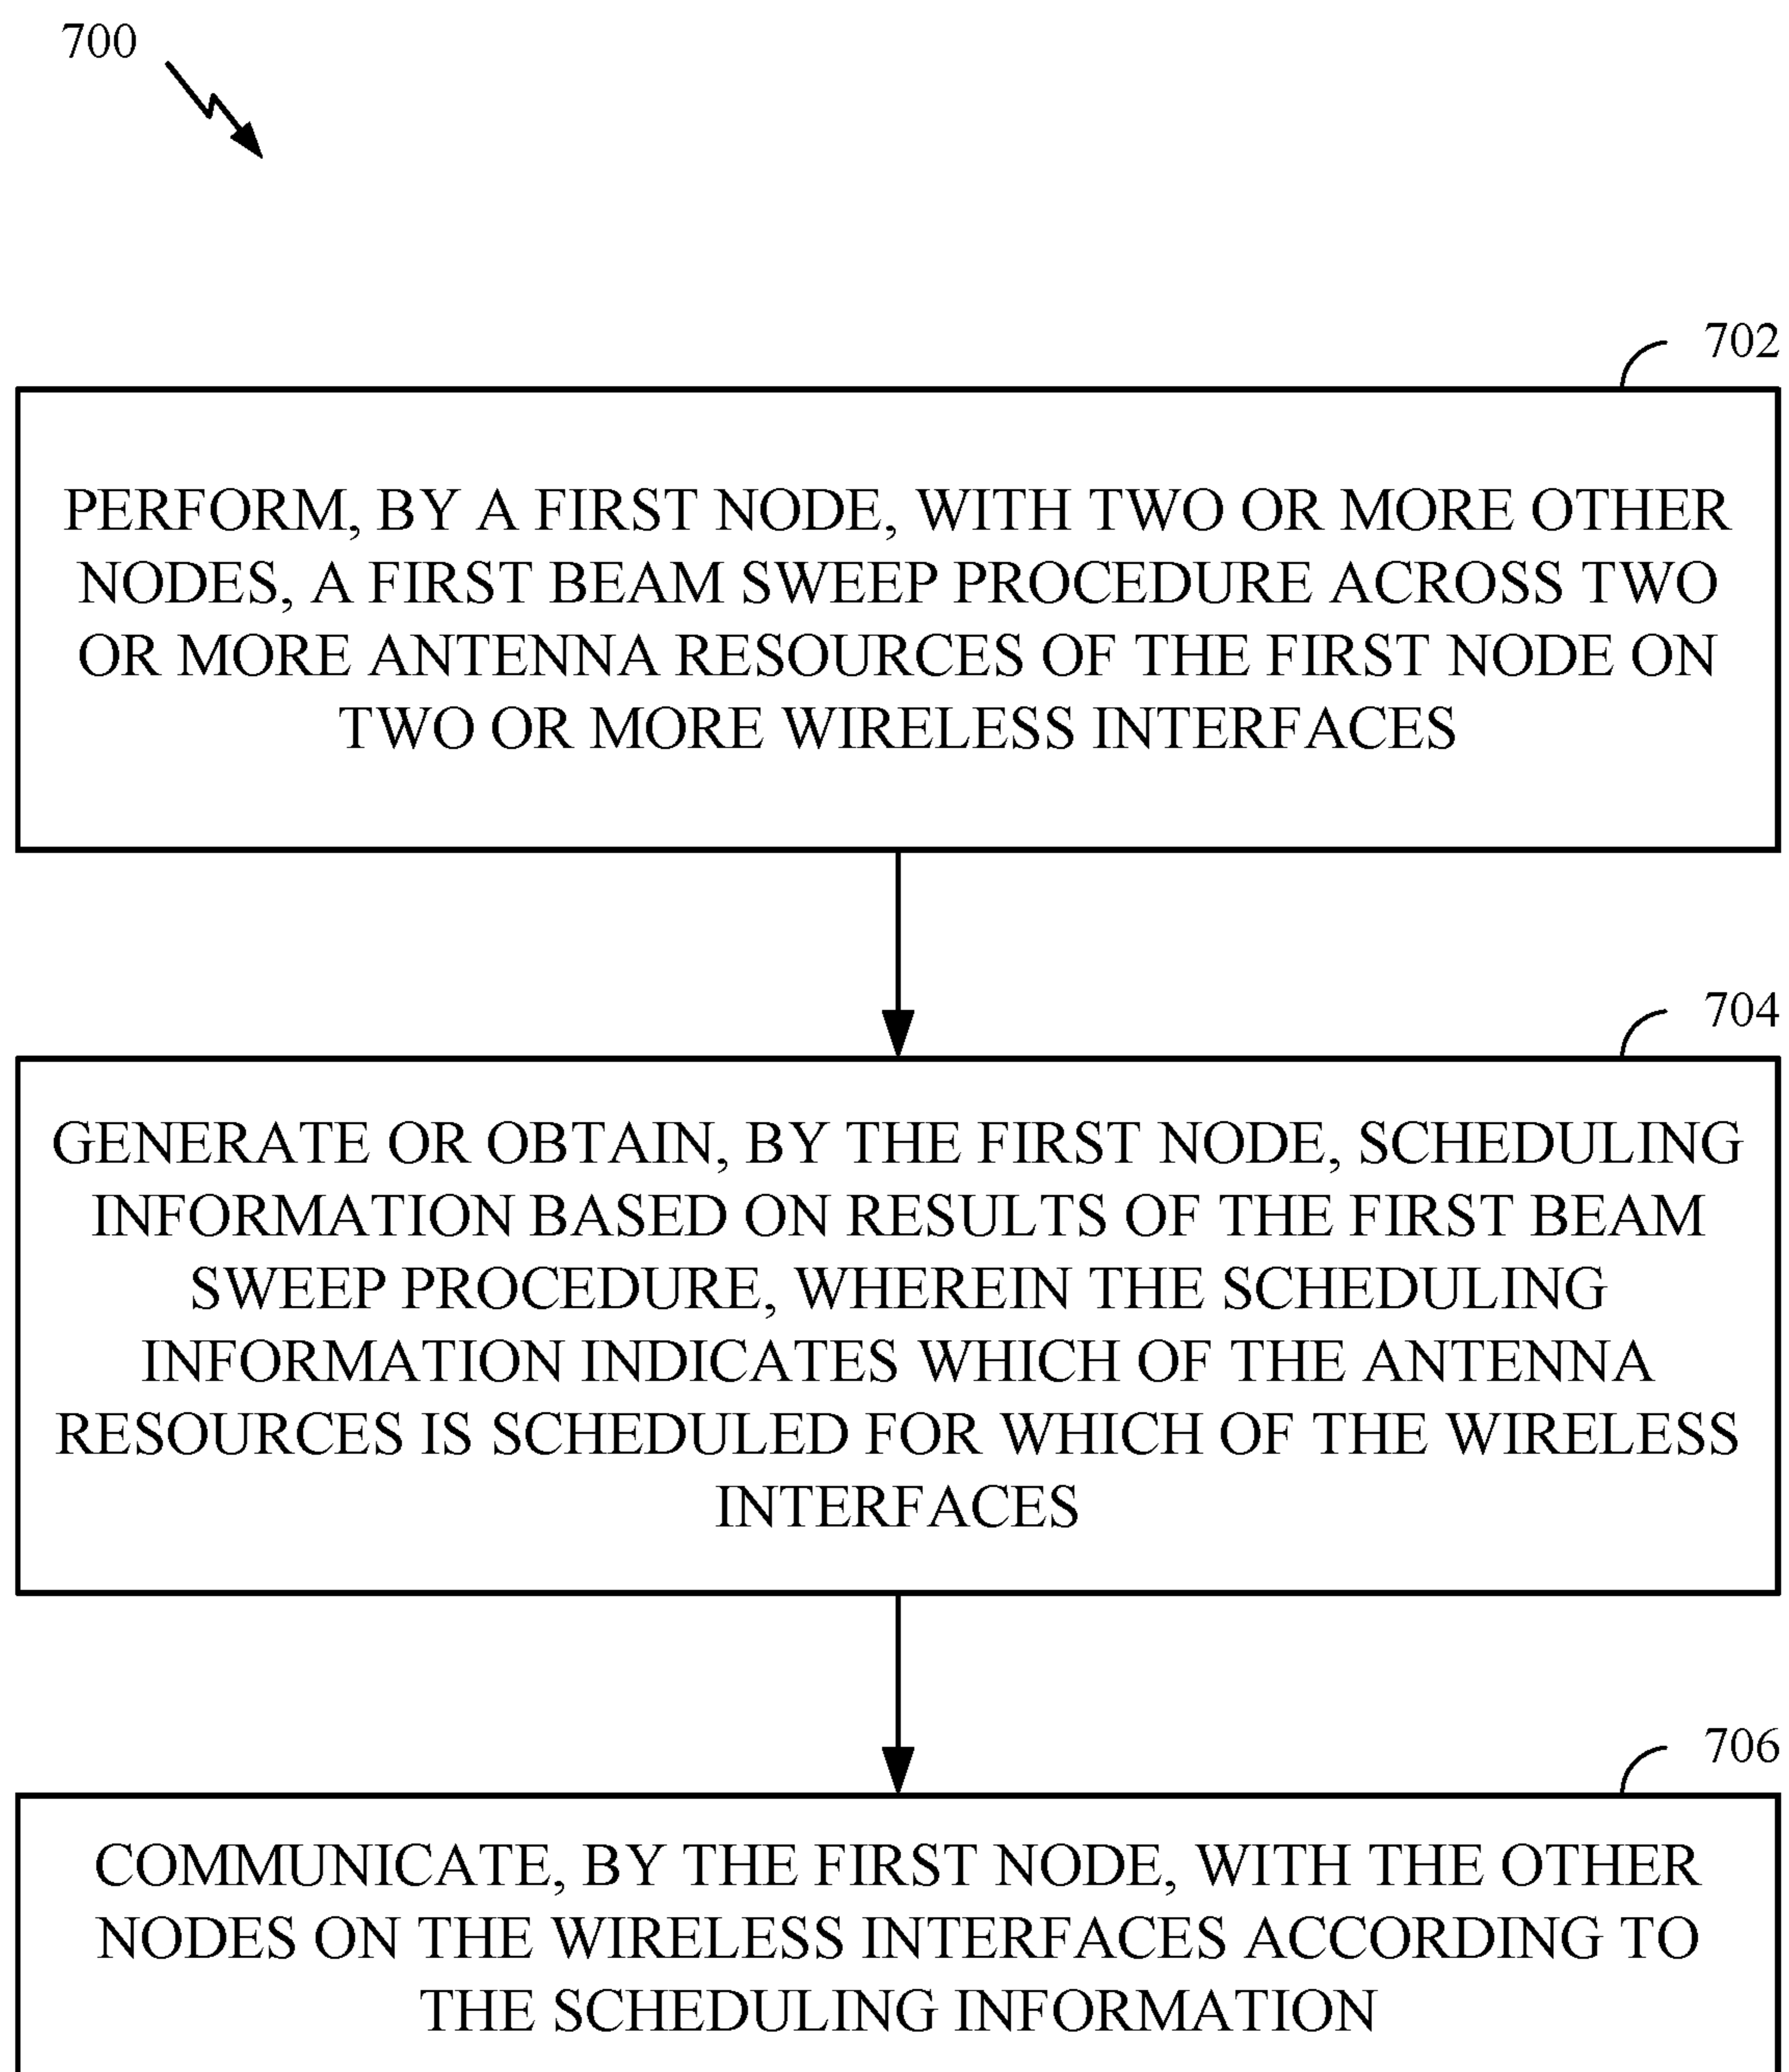 700
702
PERFORM, BY A FIRST NODE, WITH TWO OR MORE OTHER
NODES, A FIRST BEAM SWEEP PROCEDURE ACROSS TWO
OR MORE ANTENNA RESOURCES OF THE FIRST NODE ON
TWO OR MORE WIRELESS INTERFACES
704
GENERATE OR OBTAIN, BY THE FIRST NODE, SCHEDULING
INFORMATION BASED ON RESULTS OF THE FIRST BEAM
SWEEP PROCEDURE, WHEREIN THE SCHEDULING
INFORMATION INDICATES WHICH OF THE ANTENNA
RESOURCES IS SCHEDULED FOR WHICH OF THE WIRELESS
INTERFACES
706
COMMUNICATE, BY THE FIRST NODE, WITH THE OTHER
NODES ON THE WIRELESS INTERFACES ACCORDING TO
THE SCHEDULING INFORMATION